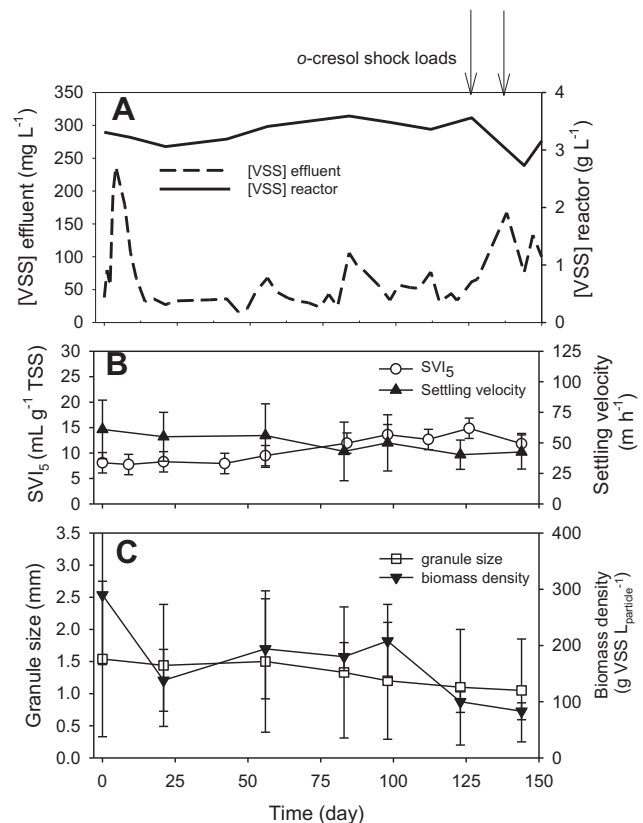 o-cresol shock loads
A
[VSS] effluent (mg L⁻¹)
350
300
250
200
150
100
50
0
[VSS] effluent
[VSS] reactor
4
3
2
1
0
[VSS] reactor (g L⁻¹)
B
SVI₅ (mL g⁻¹ TSS)
30
25
20
15
10
5
0
SVI₅
Settling velocity
125
100
75
50
25
0
Settling velocity
(m h⁻¹)
C
Granule size (mm)
3.5
3.0
2.5
2.0
1.5
1.0
0.5
0.0
granule size
biomass density
400
300
200
100
0
Biomass density
(g VSS Lparticle⁻¹)
0 25 50 75 100 125 150
Time (day)